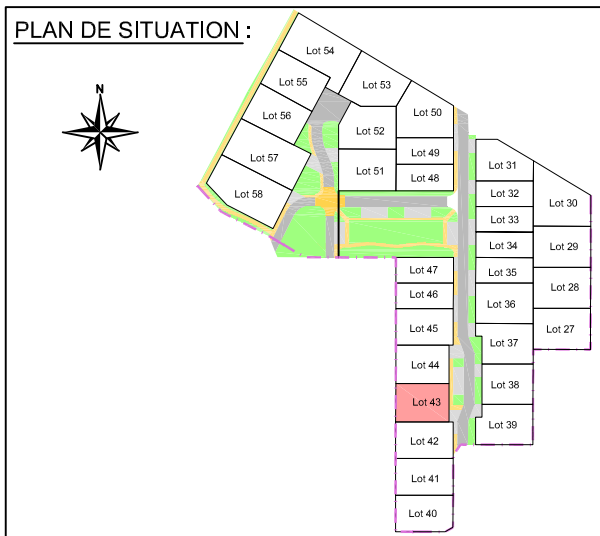 PLAN DE SITUATION :
N
Lot 54
Lot 53
Lot 55
Lot 56
Lot 50
Lot 52
Lot 57
Lot 49
Lot 51
Lot 48
Lot 58
Lot 31
Lot 32
Lot 30
Lot 33
Lot 34
Lot 29
Lot 47
Lot 35
Lot 46
Lot 28
Lot 36
Lot 45
Lot 27
Lot 37
Lot 44
Lot 38
Lot 43
Lot 39
Lot 42
Lot 41
Lot 40